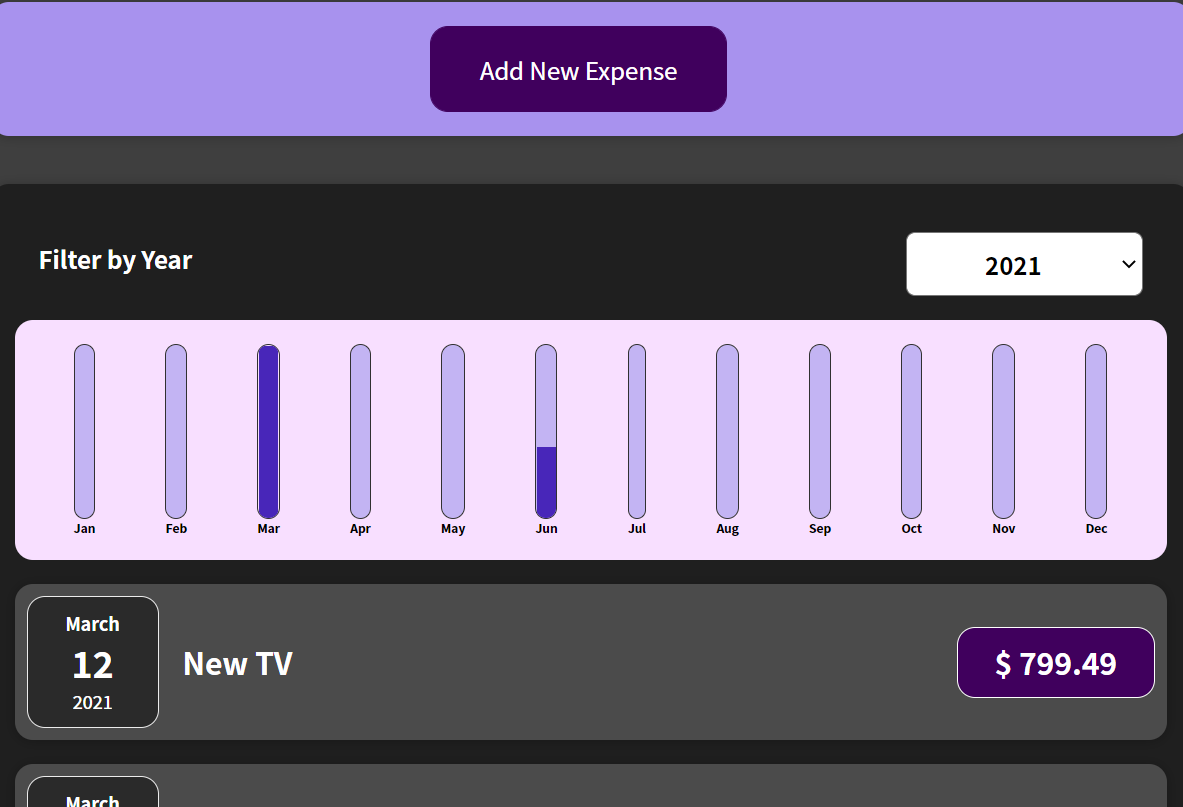 Add New Expense
Filter by Year
2021
Jan Feb Mar Apr May Jun Jul Aug Sep Oct Nov Dec
March
12
2021
New TV
$ 799.49
March